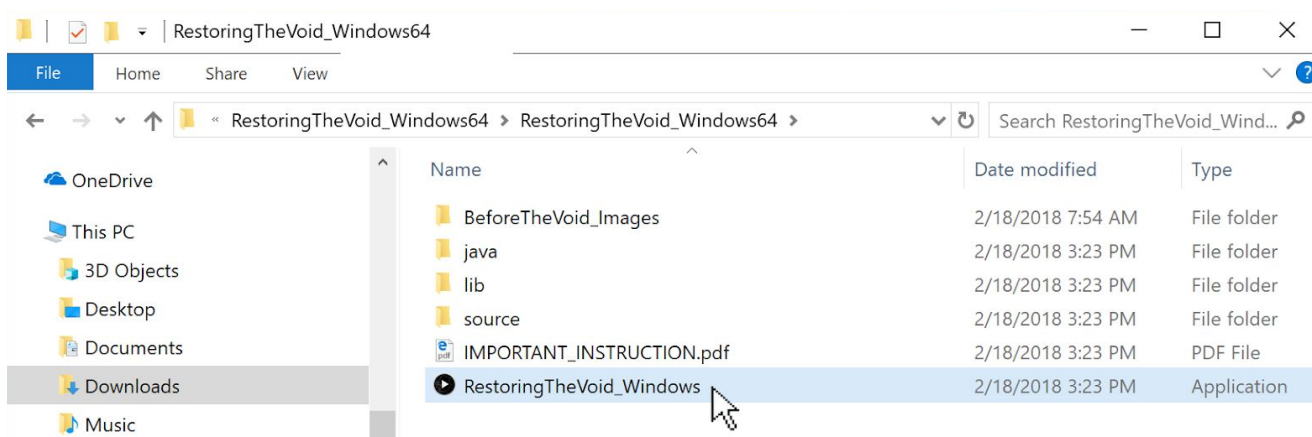 RestoringTheVoid_Windows64
File Home Share View
?
« RestoringTheVoid_Windows64 > RestoringTheVoid_Windows64 > Search RestoringTheVoid_Wind...
Name Date modified Type
OneDrive
This PC
3D Objects
Desktop
Documents
Downloads
Music
BeforeTheVoid_Images 2/18/2018 7:54 AM File folder
java 2/18/2018 3:23 PM File folder
lib 2/18/2018 3:23 PM File folder
source 2/18/2018 3:23 PM File folder
pdf IMPORTANT_INSTRUCTION.pdf 2/18/2018 3:23 PM PDF File
RestoringTheVoid_Windows 2/18/2018 3:23 PM Application